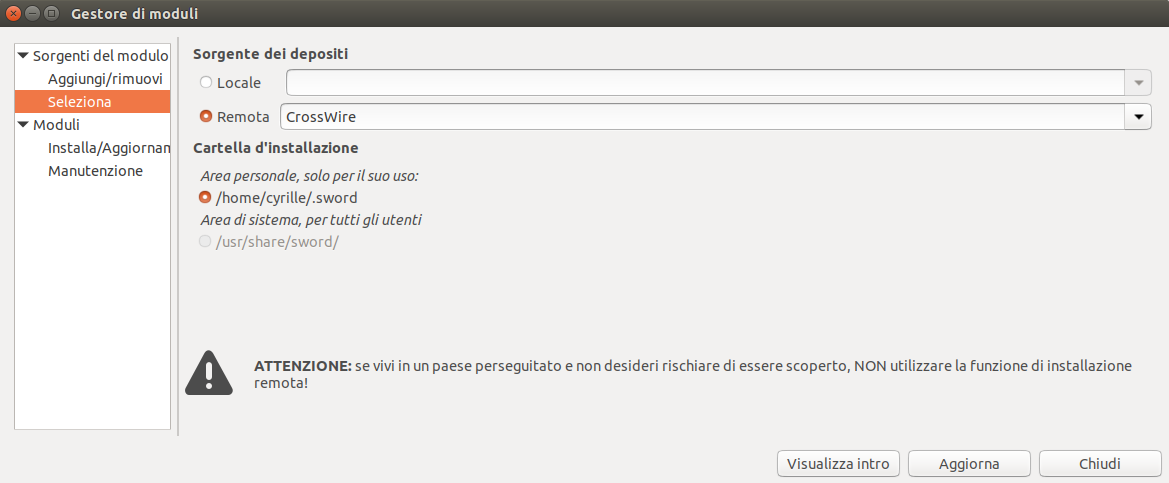 Gestore di moduli
Sorgenti del modulo
Aggiungi/rimuovi
Seleziona
Moduli
Installa/Aggiornam
Manutenzione
Sorgente dei depositi
Locale
Remota CrossWire
Cartella d'installazione
Area personale, solo per il suo uso:
/home/cyrille/.sword
Area di sistema, per tutti gli utenti
/usr/share/sword/
ATTENZIONE: se vivi in un paese perseguitato e non desideri rischiare di essere scoperto, NON utilizzare la funzione di installazione
remota!
Visualizza intro Aggiorna Chiudi